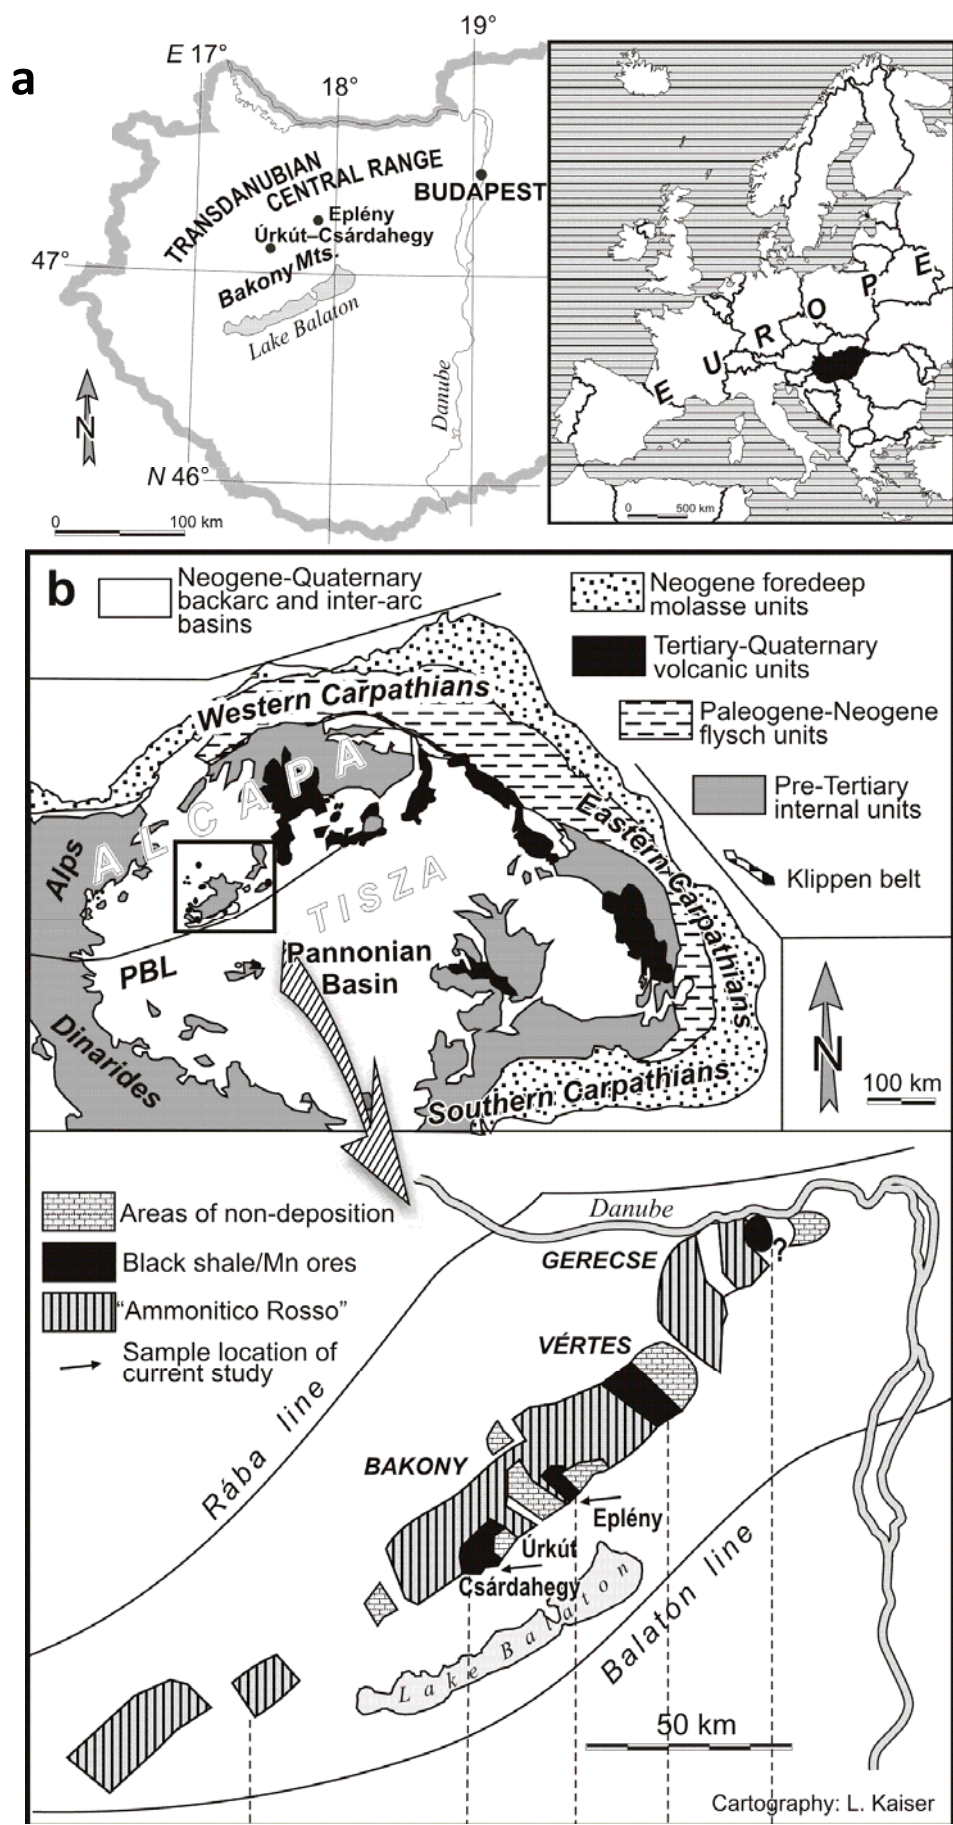 a
E 17°
18°
19°
TRANSDANUBIAN
CENTRAL RANGE
BUDAPEST
Eplény
Úrkút–Csárdahegy
47°
Bakony Mts.
Lake Balaton
Danube
N
N 46°
0 100 km
EUROPE
0 500 km
b
Neogene-Quaternary
backarc and inter-arc
basins
Neogene foredeep
molasse units
Tertiary-Quaternary
volcanic units
Paleogene-Neogene
flysch units
Pre-Tertiary
internal units
Klippen belt
Western Carpathians
ALCAPA
Alps
Eastern Carpathians
TISZA
Pannonian
Basin
PBL
Dinarides
Southern Carpathians
N
100 km
Areas of non-deposition
Black shale/Mn ores
"Ammonitico Rosso"
Sample location of
current study
Danube
GERECSE
?
VÉRTES
Rába line
BAKONY
Eplény
Úrkút
Csárdahegy
Lake Balaton
Balaton line
50 km
Cartography: L. Kaiser